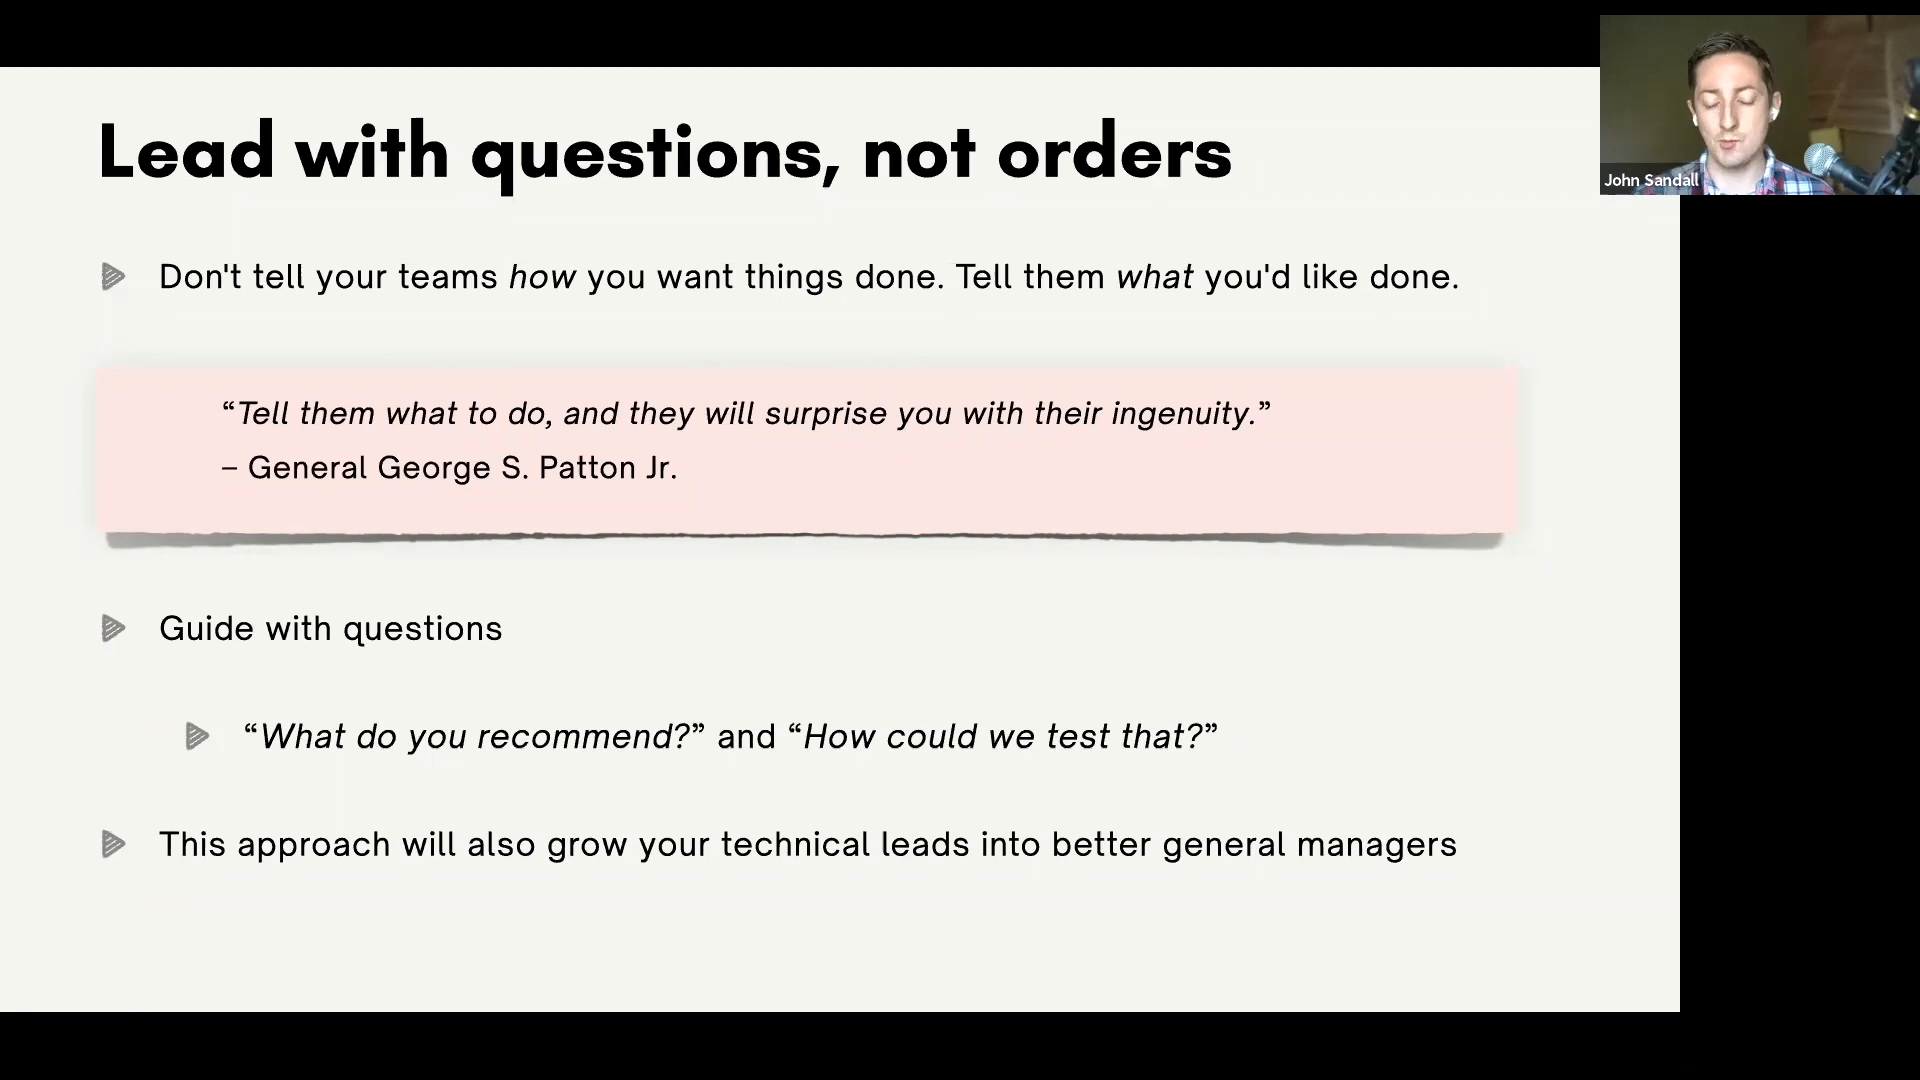 Lead with questions, not orders
John Sandall
Don't tell your teams how you want things done. Tell them what you'd like done.
“Tell them what to do, and they will surprise you with their ingenuity.”
– General George S. Patton Jr.
Guide with questions
“What do you recommend?” and “How could we test that?”
This approach will also grow your technical leads into better general managers